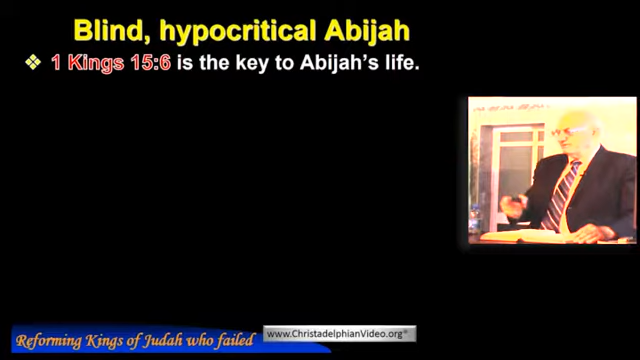 Blind, hypocritical Abijah
1 Kings 15:6 is the key to Abijah's life.
Reforming Kings of Judah who failed
www.ChristadelphianVideo.org